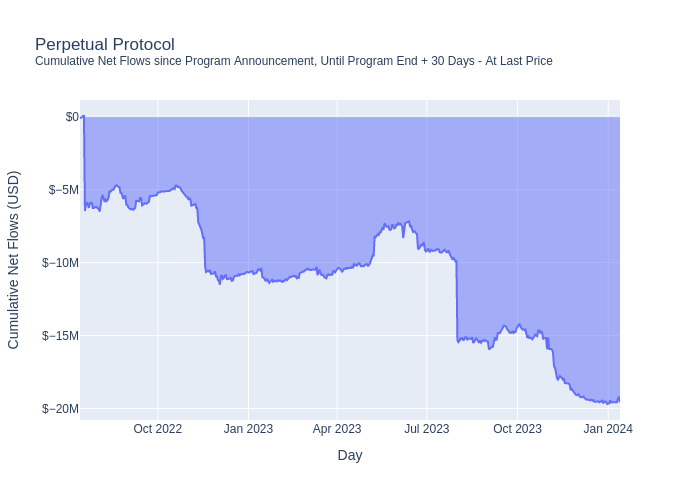 Perpetual Protocol
Cumulative Net Flows since Program Announcement, Until Program End + 30 Days - At Last Price
Cumulative Net Flows (USD)
$0
$−5M
$−10M
$−15M
$−20M
Oct 2022
Jan 2023
Apr 2023
Jul 2023
Oct 2023
Jan 2024
Day